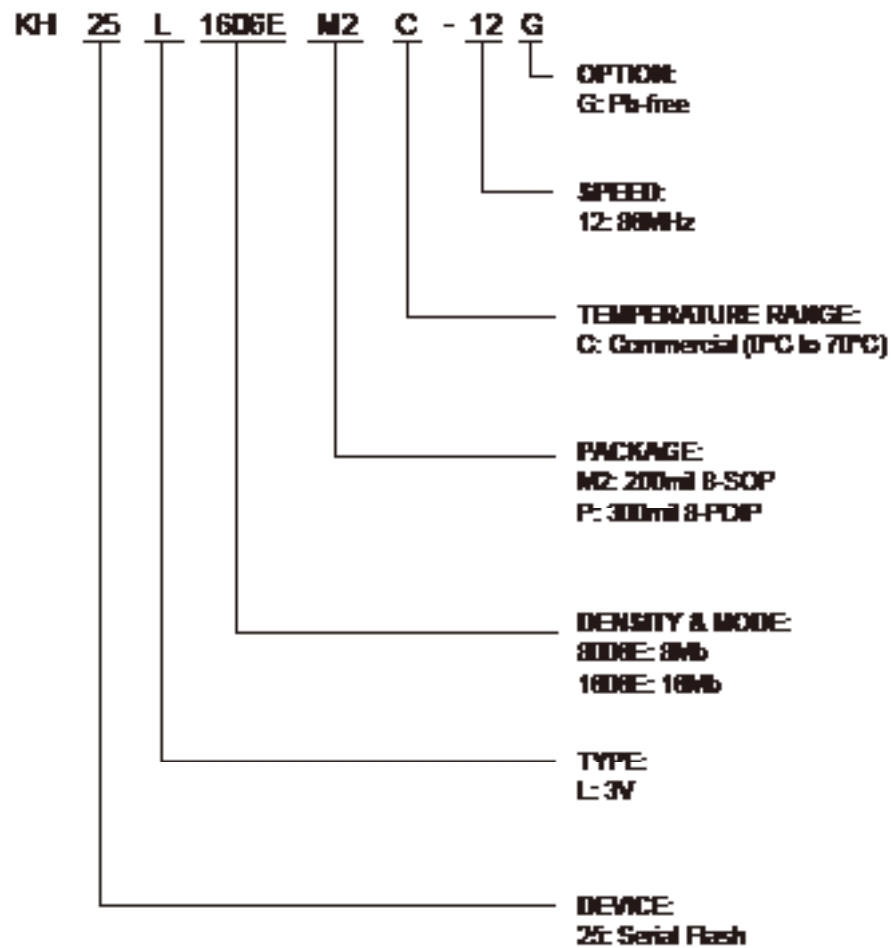 KH 25 L 1606E M2 C - 12 G
OPTION:
G: Pb-free
SPEED:
12: 86MHz
TEMPERATURE RANGE:
C: Commercial (0°C to 70°C)
PACKAGE:
M2: 200mil 8-SOP
P: 300mil 8-PDIP
DENSITY & MODE:
8006E: 8Mb
1606E: 16Mb
TYPE:
L: 3V
DEVICE:
25: Serial Flash